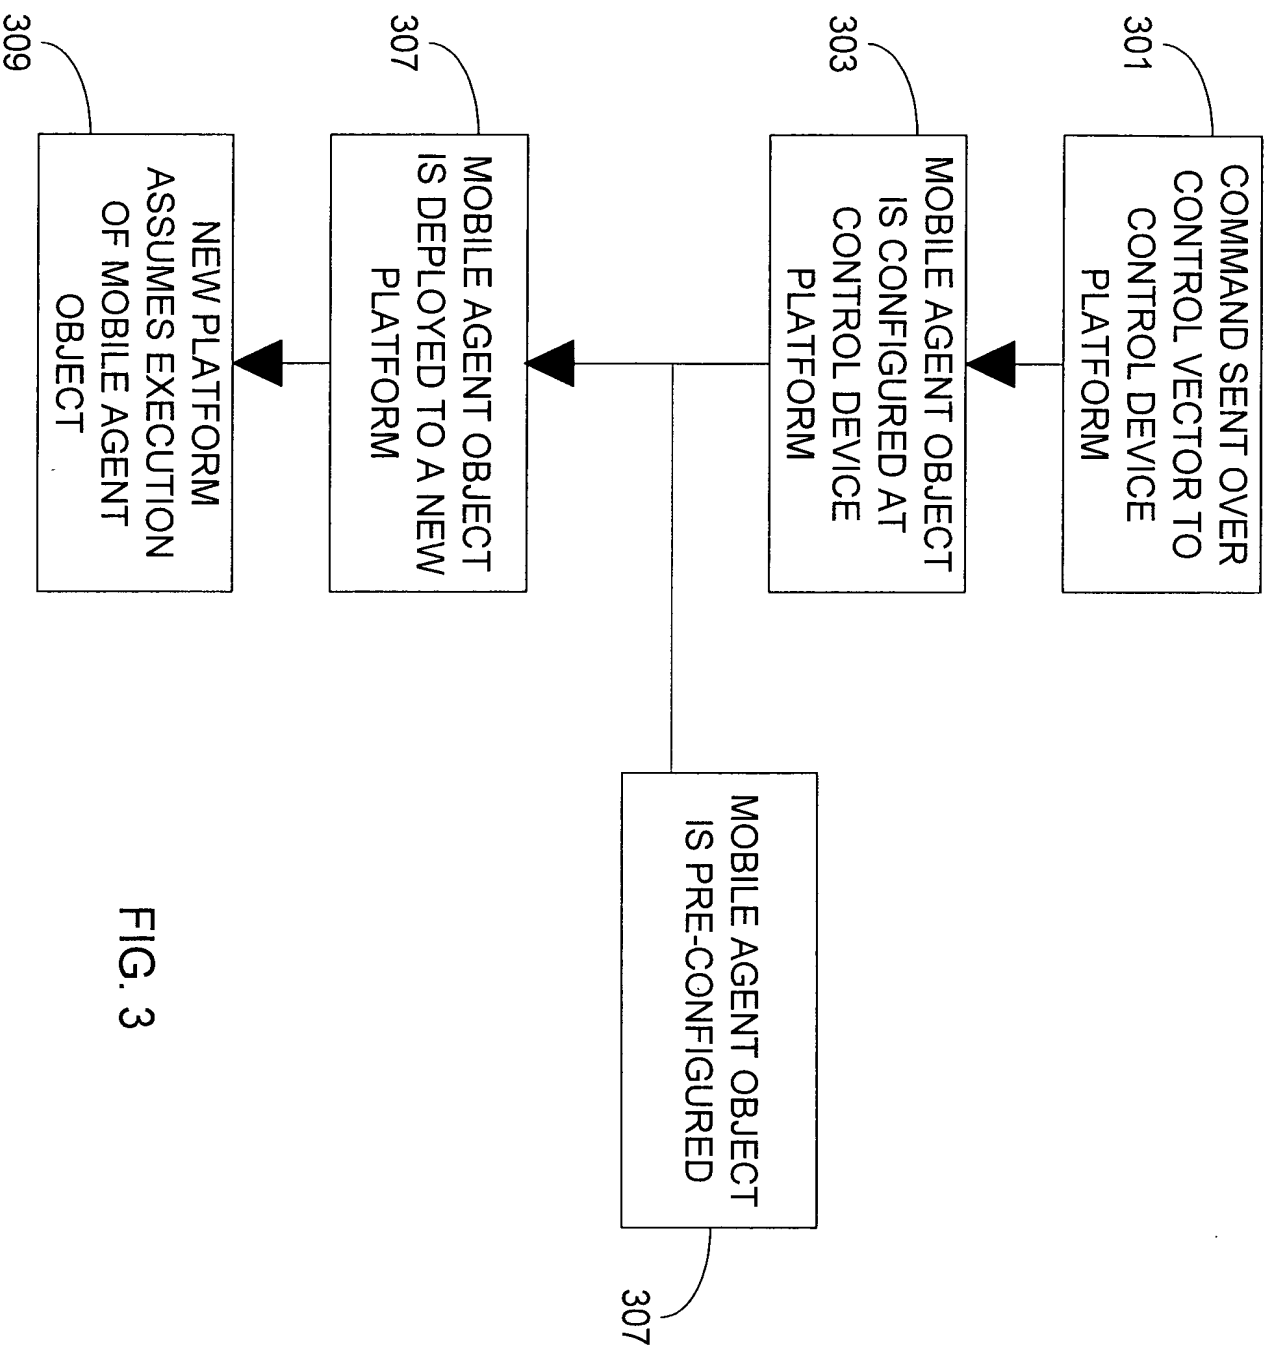 301
COMMAND SENT OVER
CONTROL VECTOR TO
CONTROL DEVICE
PLATFORM
303
MOBILE AGENT OBJECT
IS CONFIGURED AT
CONTROL DEVICE
PLATFORM
MOBILE AGENT OBJECT
IS PRE-CONFIGURED
307
307
MOBILE AGENT OBJECT
IS DEPLOYED TO A NEW
PLATFORM
309
NEW PLATFORM
ASSUMES EXECUTION
OF MOBILE AGENT
OBJECT
FIG. 3